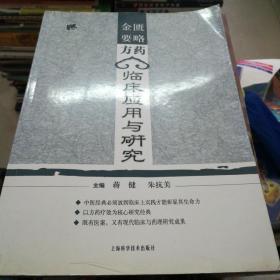 金匮
要略
方药
临床应用与研究
主编 蒋健 朱抗美
◆中医经典必须放到临床上实践才能彰显其生命力
◆以方药疗效为核心研究经典
◆既有医案，又有现代临床与药理研究成果
上海科学技术出版社